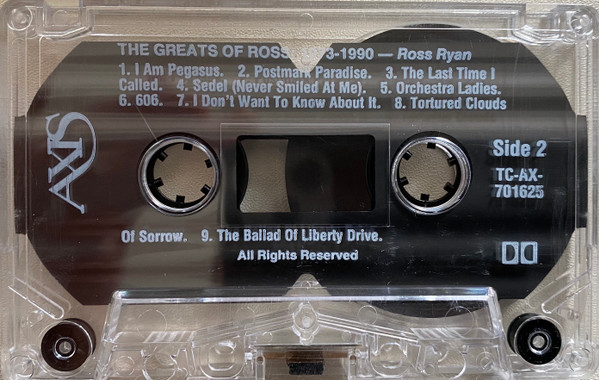 THE GREATS OF ROSS 3-1990 — Ross Ryan
1. I Am Pegasus. 2. Postmark Paradise. 3. The Last Time I
Called. 4. Sedel (Never Smiled At Me). 5. Orchestra Ladies.
6. 606. 7. I Don't Want To Know About It. 8. Tortured Clouds
AXIS
Side 2
TC-AX-
701625
Of Sorrow. 9. The Ballad Of Liberty Drive.
All Rights Reserved